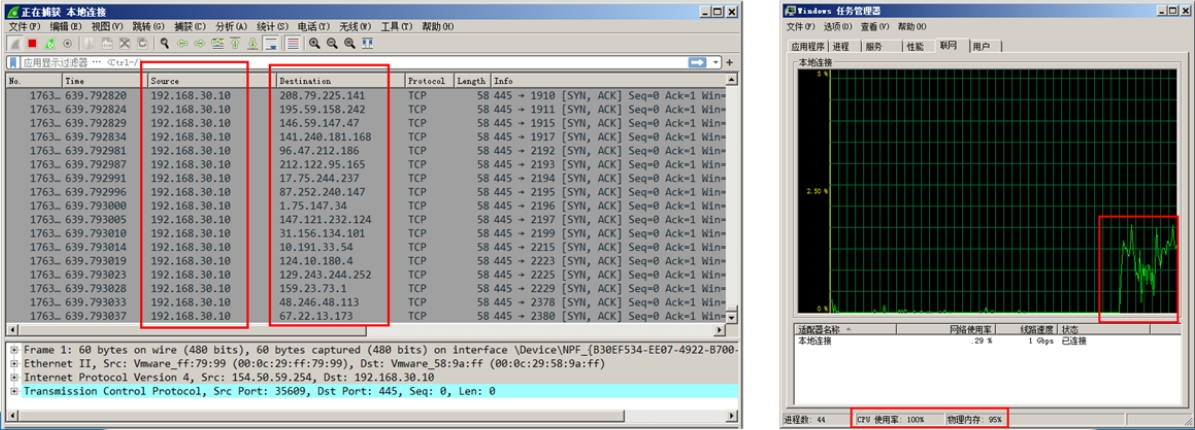 正在捕获 本地连接
文件(F) 编辑(E) 视图(V) 跳转(G) 捕获(C) 分析(A) 统计(S) 电话(Y) 无线(W) 工具(T) 帮助(H)
应用显示过滤器 … <Ctrl-/>
No. Time Source Destination Protocol Length Info
1763… 639.792820 192.168.30.10 208.79.225.141 TCP 58 445 → 1910 [SYN, ACK] Seq=0 Ack=1 Win=
1763… 639.792824 192.168.30.10 195.59.158.242 TCP 58 445 → 1911 [SYN, ACK] Seq=0 Ack=1 Win=
1763… 639.792829 192.168.30.10 146.59.147.47 TCP 58 445 → 1915 [SYN, ACK] Seq=0 Ack=1 Win=
1763… 639.792834 192.168.30.10 141.240.181.168 TCP 58 445 → 1917 [SYN, ACK] Seq=0 Ack=1 Win=
1763… 639.792981 192.168.30.10 96.47.212.186 TCP 58 445 → 2192 [SYN, ACK] Seq=0 Ack=1 Win=
1763… 639.792987 192.168.30.10 212.122.95.165 TCP 58 445 → 2193 [SYN, ACK] Seq=0 Ack=1 Win=
1763… 639.792991 192.168.30.10 17.75.244.237 TCP 58 445 → 2194 [SYN, ACK] Seq=0 Ack=1 Win=
1763… 639.792996 192.168.30.10 87.252.240.147 TCP 58 445 → 2195 [SYN, ACK] Seq=0 Ack=1 Win=
1763… 639.793000 192.168.30.10 1.75.147.34 TCP 58 445 → 2196 [SYN, ACK] Seq=0 Ack=1 Win=
1763… 639.793005 192.168.30.10 147.121.232.124 TCP 58 445 → 2197 [SYN, ACK] Seq=0 Ack=1 Win=
1763… 639.793010 192.168.30.10 31.156.134.101 TCP 58 445 → 2199 [SYN, ACK] Seq=0 Ack=1 Win=
1763… 639.793014 192.168.30.10 10.191.33.54 TCP 58 445 → 2215 [SYN, ACK] Seq=0 Ack=1 Win=
1763… 639.793019 192.168.30.10 124.10.180.4 TCP 58 445 → 2223 [SYN, ACK] Seq=0 Ack=1 Win=
1763… 639.793023 192.168.30.10 129.243.244.252 TCP 58 445 → 2225 [SYN, ACK] Seq=0 Ack=1 Win=
1763… 639.793028 192.168.30.10 159.23.73.1 TCP 58 445 → 2229 [SYN, ACK] Seq=0 Ack=1 Win=
1763… 639.793033 192.168.30.10 48.246.48.113 TCP 58 445 → 2378 [SYN, ACK] Seq=0 Ack=1 Win=
1763… 639.793037 192.168.30.10 67.22.13.173 TCP 58 445 → 2380 [SYN, ACK] Seq=0 Ack=1 Win=
Frame 1: 60 bytes on wire (480 bits), 60 bytes captured (480 bits) on interface \Device\NPF_{B30EF534-EE07-4922-B700-
Ethernet II, Src: Vmware_ff:79:99 (00:0c:29:ff:79:99), Dst: Vmware_58:9a:ff (00:0c:29:58:9a:ff)
Internet Protocol Version 4, Src: 154.50.59.254, Dst: 192.168.30.10
Transmission Control Protocol, Src Port: 35609, Dst Port: 445, Seq: 0, Len: 0
Windows 任务管理器
文件(F) 选项(O) 查看(V) 帮助(H)
应用程序 进程 服务 性能 联网 用户
本地连接
5 %
2.50 %
0 %
适配器名称 网络使用率 线路速度 状态
本地连接 .29 % 1 Gbps 已连接
进程数: 44 CPU 使用率: 100% 物理内存: 95%